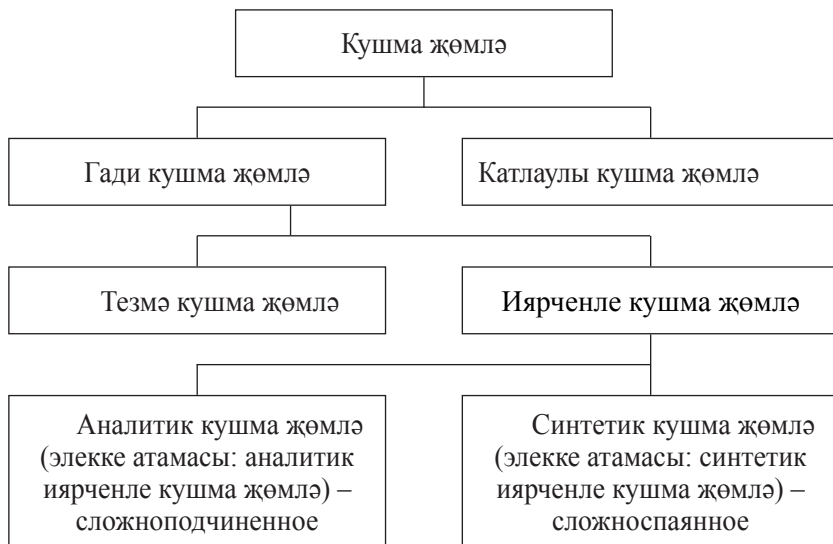 Кушма җөмлә
Гади кушма җөмлә
Катлаулы кушма җөмлә
Тезмә кушма җөмлә
Иярченле кушма җөмлә
Аналитик кушма җөмлә
(элекке атамасы: аналитик
иярченле кушма җөмлә) –
сложноподчиненное
Синтетик кушма җөмлә
(элекке атамасы: синтетик
иярченле кушма җөмлә) –
сложноспаянное